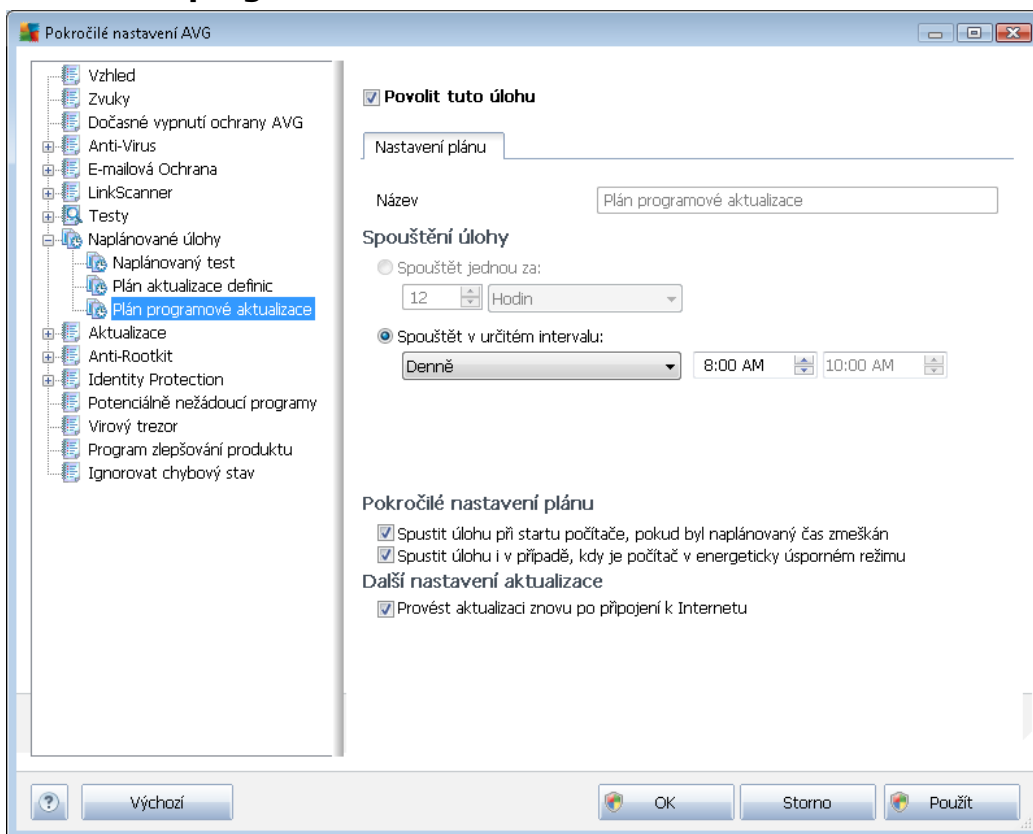 Pokročilé nastavení AVG
Vzhled
Zvuky
Dočasné vypnutí ochrany AVG
Anti-Virus
E-mailová Ochrana
LinkScanner
Testy
Naplánované úlohy
Naplánovaný test
Plán aktualizace definic
Plán programové aktualizace
Aktualizace
Anti-Rootkit
Identity Protection
Potenciálně nežádoucí programy
Virový trezor
Program zlepšování produktu
Ignorovat chybový stav
Povolit tuto úlohu
Nastavení plánu
Název Plán programové aktualizace
Spouštění úlohy
Spouštět jednou za:
12 Hodin
Spouštět v určitém intervalu:
Denně 8:00 AM 10:00 AM
Pokročilé nastavení plánu
Spustit úlohu při startu počítače, pokud byl naplánovaný čas zmeškán
Spustit úlohu i v případě, kdy je počítač v energeticky úsporném režimu
Další nastavení aktualizace
Provést aktualizaci znovu po připojení k Internetu
? Výchozí OK Storno Použít